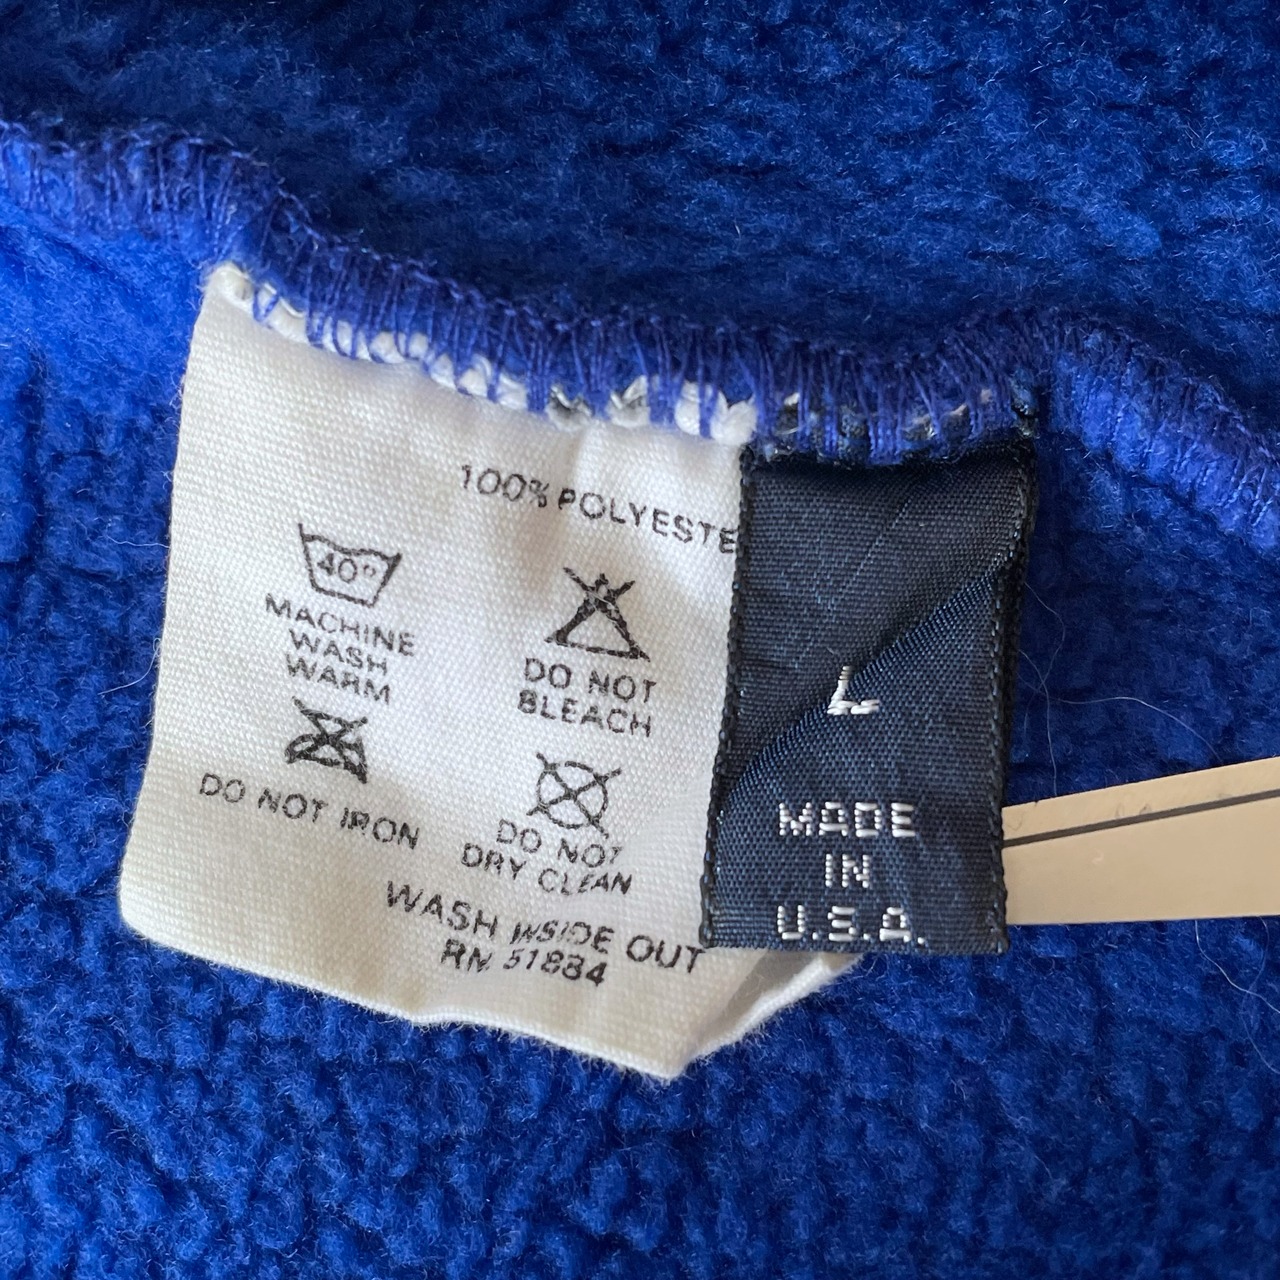 100% POLYESTE
40°
MACHINE
WASH
WARM
DO NOT
BLEACH
DO NOT IRON
DO NOT
DRY CLEAN
WASH INSIDE OUT
RN 51884
L
MADE
IN
U.S.A.